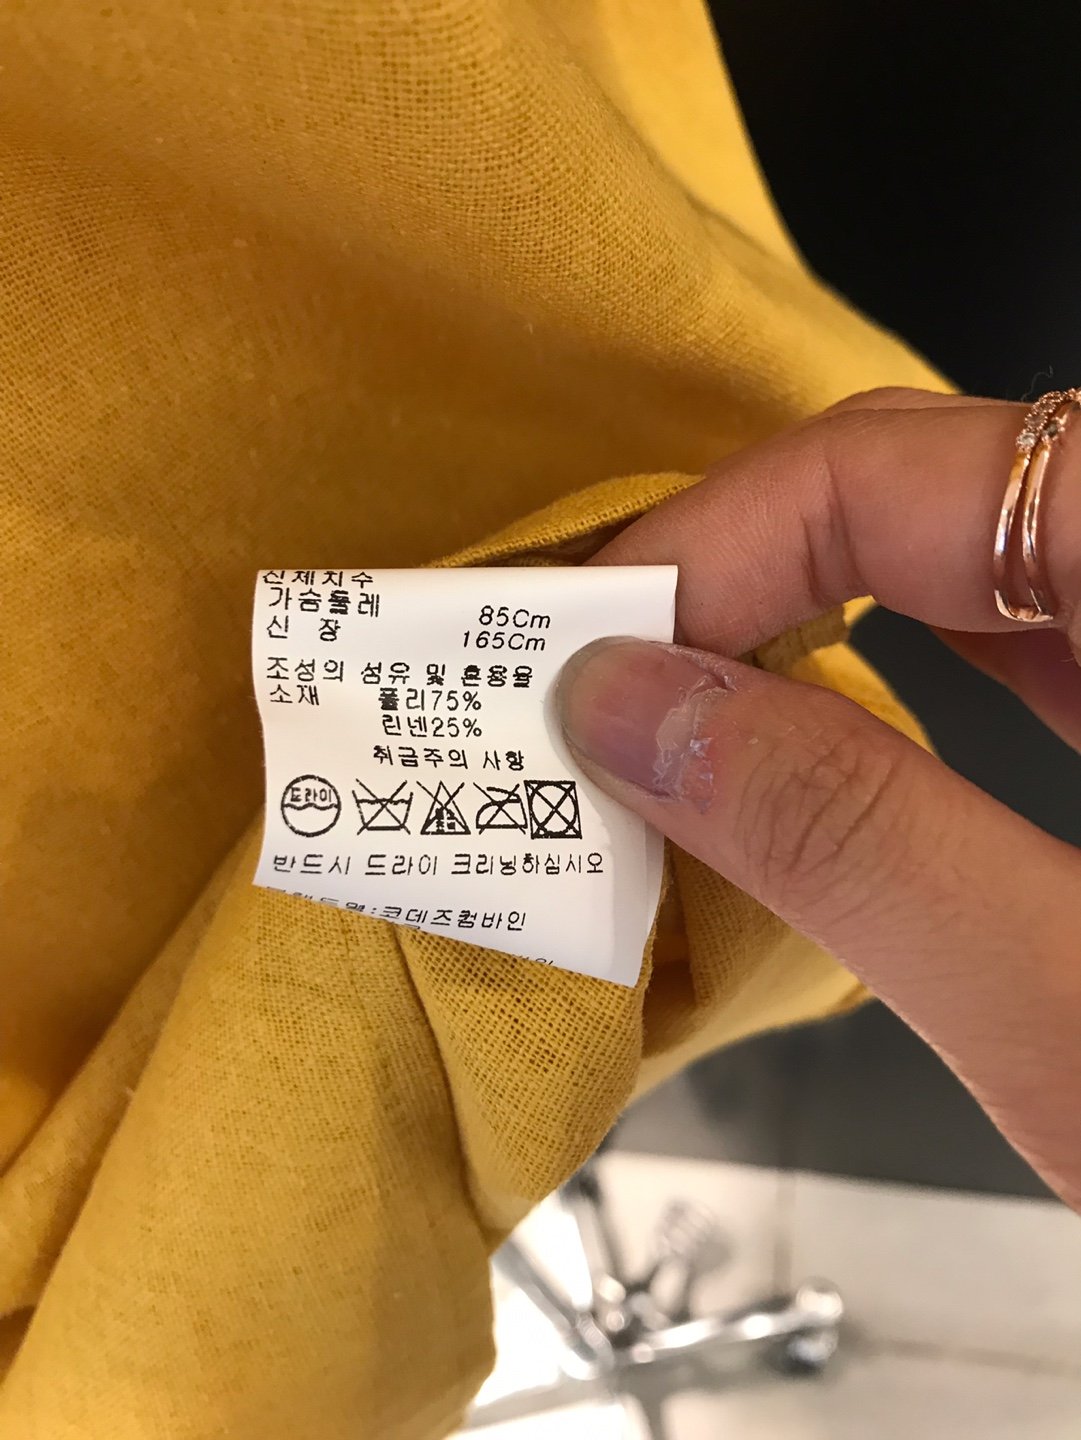 신체치수
가슴둘레 85Cm
신 장 165Cm
조성의 섬유 및 혼용율
소재 폴리75%
린넨25%
취급주의 사항
드라이
반드시 드라이 크리닝하십시오
:코데즈컴바인